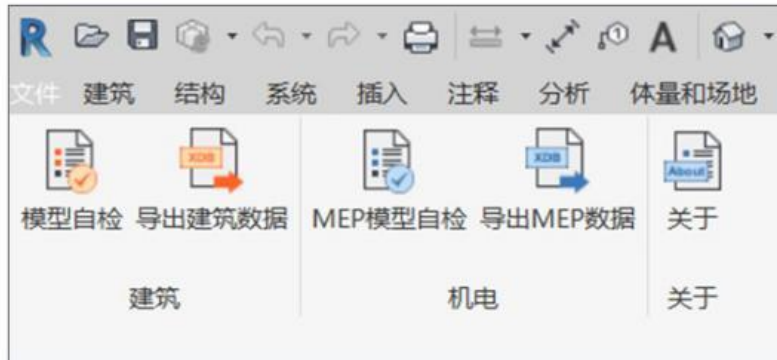 R 1 A
文件 建筑 结构 系统 插入 注释 分析 体量和场地
XDB XDB About
模型自检 导出建筑数据 MEP模型自检 导出MEP数据 关于
建筑 机电 关于